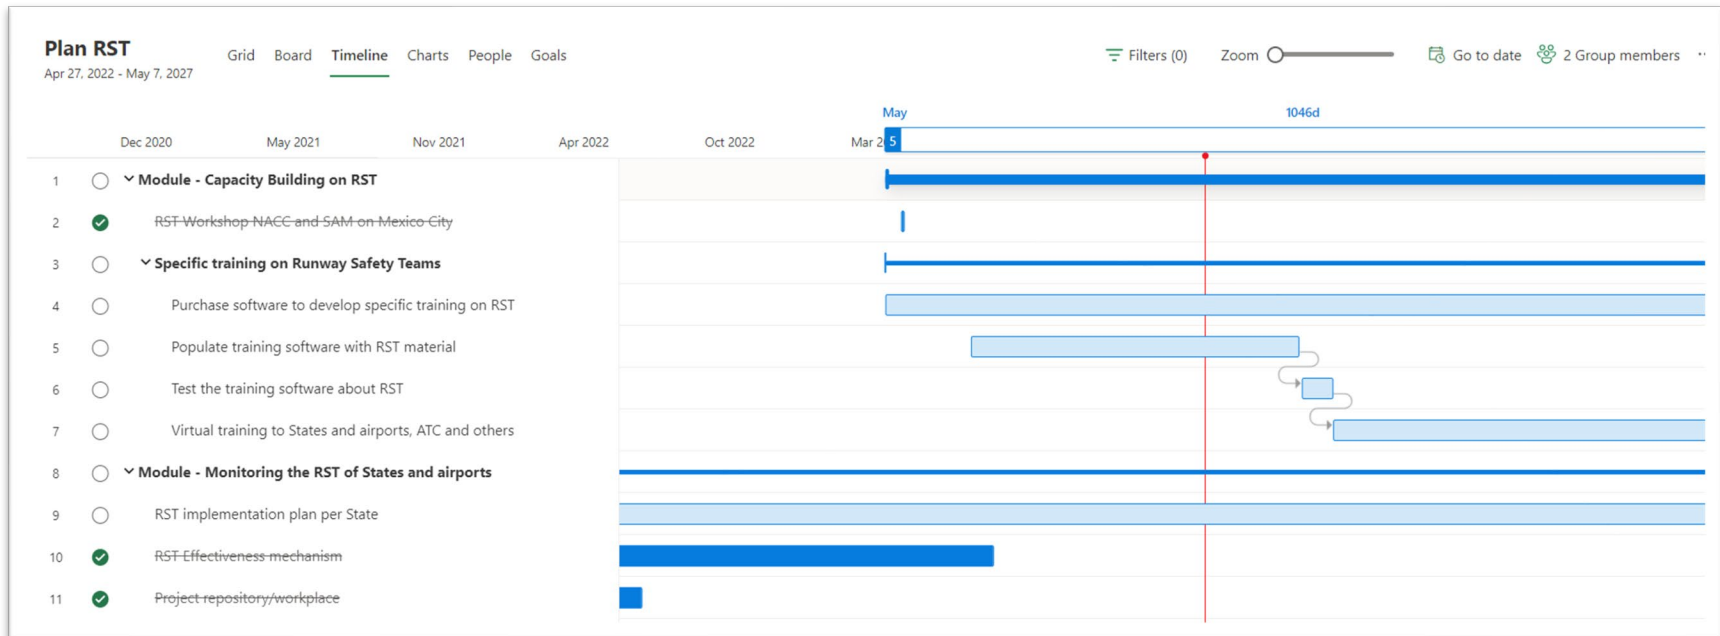 Plan RST
Apr 27, 2022 - May 7, 2027
Grid Board Timeline Charts People Goals
Filters (0) Zoom Go to date 2 Group members
May 1046d
Dec 2020 May 2021 Nov 2021 Apr 2022 Oct 2022 Mar 2 5
1 Module - Capacity Building on RST
2 RST Workshop NACC and SAM on Mexico City
3 Specific training on Runway Safety Teams
4 Purchase software to develop specific training on RST
5 Populate training software with RST material
6 Test the training software about RST
7 Virtual training to States and airports, ATC and others
8 Module - Monitoring the RST of States and airports
9 RST implementation plan per State
10 RST Effectiveness mechanism
11 Project repository/workplace